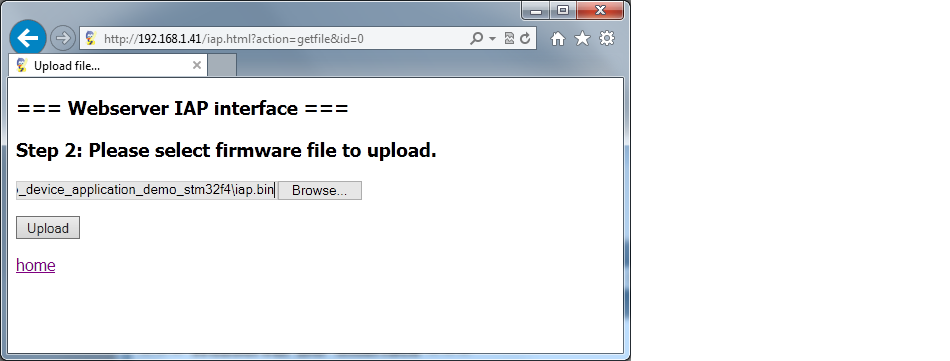 http://192.168.1.41/iap.html?action=getfile&id=0
Upload file...
=== Webserver IAP interface ===
Step 2: Please select firmware file to upload.
_device_application_demo_stm32f4\iap.bin Browse...
Upload
home